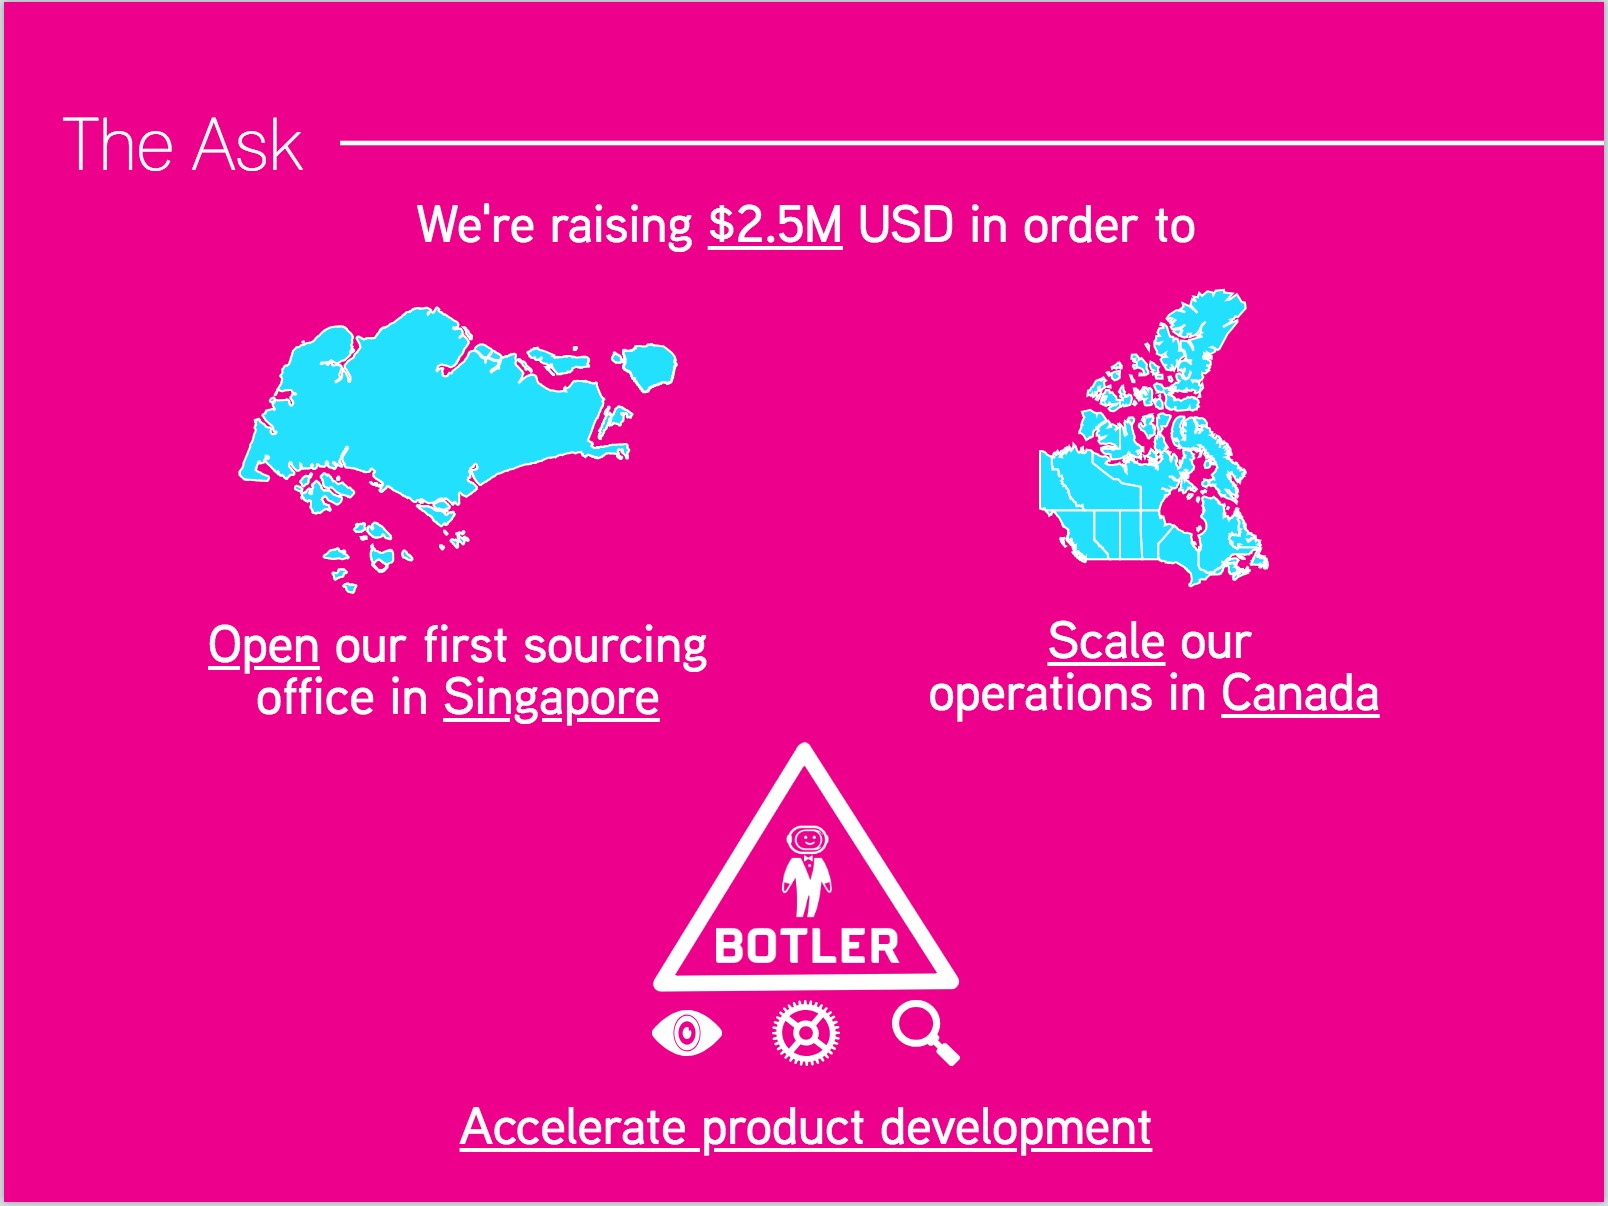 The Ask
We're raising $2.5M USD in order to
Open our first sourcing
office in Singapore
Scale our
operations in Canada
BOTLER
Accelerate product development